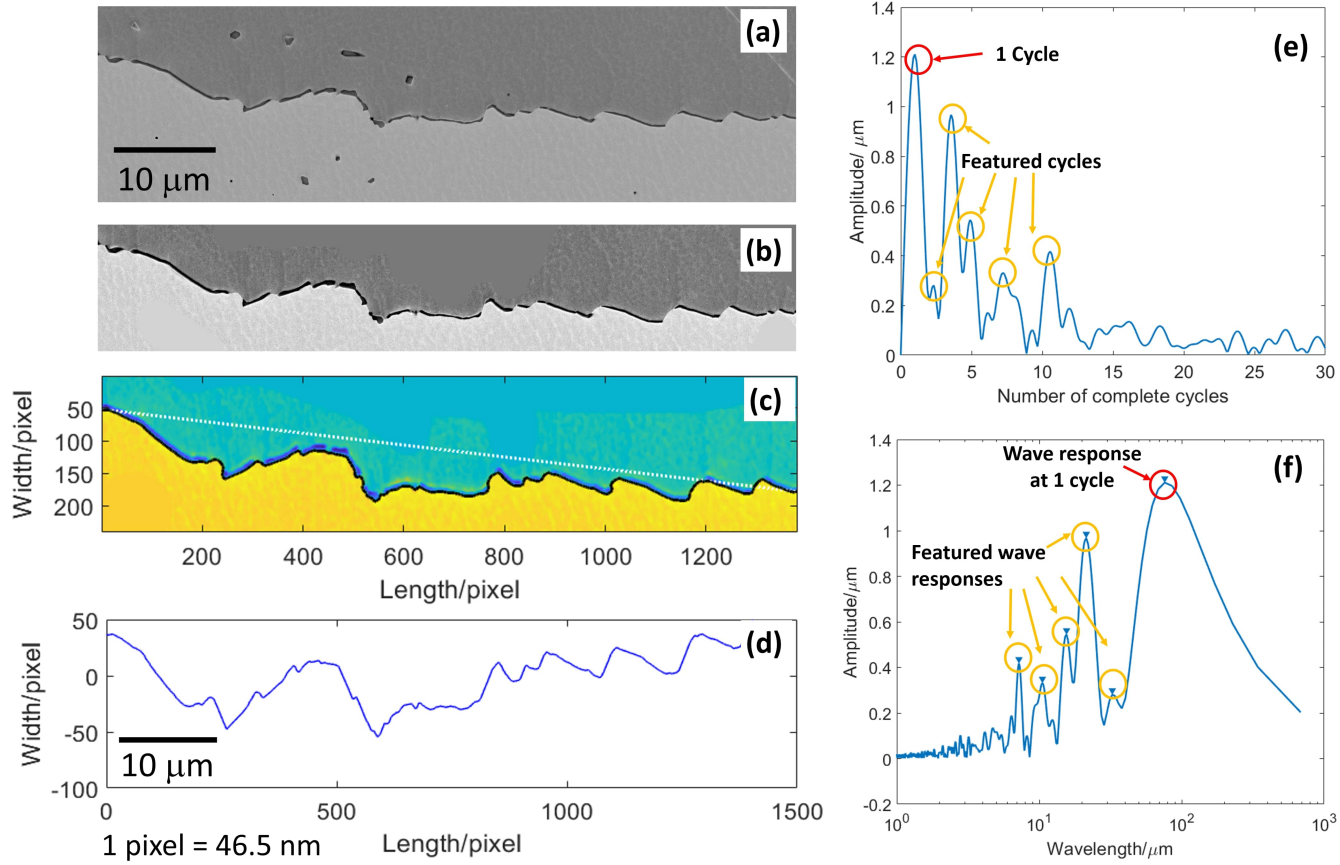 (a)
10 μm
(b)
(c)
Width/pixel
50
100
150
200
200
400
600
800
1000
1200
Length/pixel
(d)
Width/pixel
50
0
-50
-100
10 μm
0
500
1000
1500
1 pixel = 46.5 nm
Length/pixel
(e)
1 Cycle
Featured cycles
Amplitude/ μm
1.4
1.2
1
0.8
0.6
0.4
0.2
0
0
5
10
15
20
25
30
Number of complete cycles
(f)
Wave response
at 1 cycle
Featured wave
responses
Amplitude/μm
1.4
1.2
1
0.8
0.6
0.4
0.2
0
-0.2
10⁰
10¹
10²
10³
Wavelength/μm